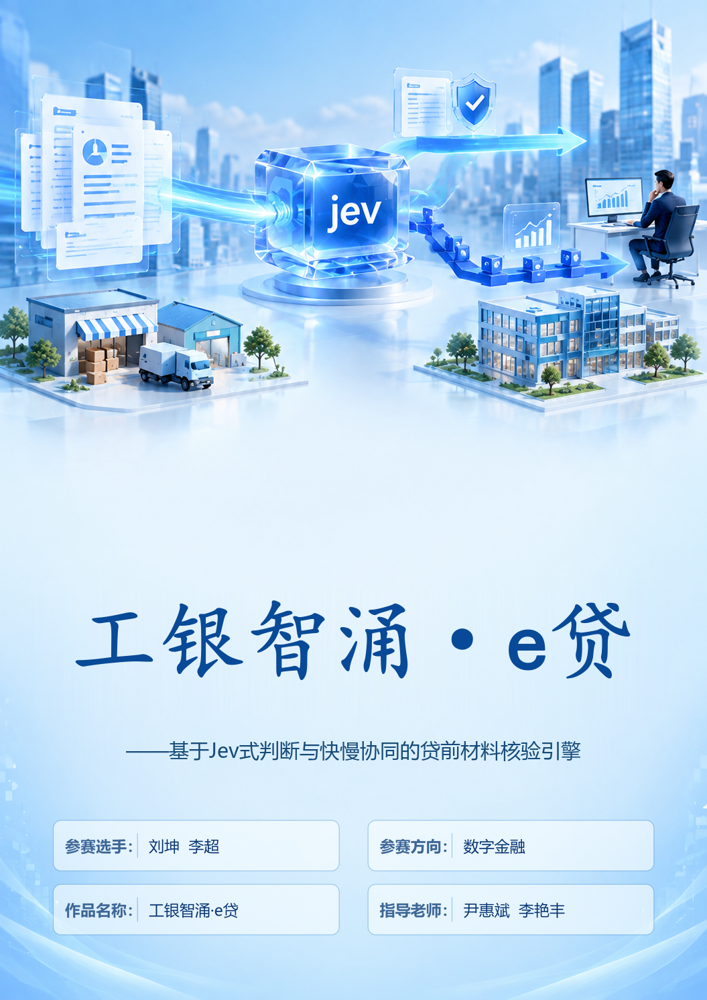 jev
工银智涌·e贷
——基于Jev式判断与快慢协同的贷前材料核验引擎
参赛选手： 刘坤 李超
参赛方向： 数字金融
作品名称： 工银智涌·e贷
指导老师： 尹惠斌 李艳丰